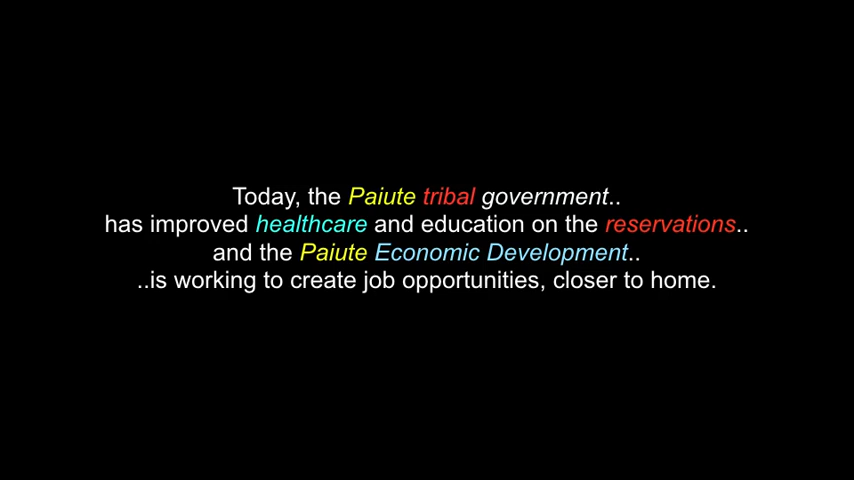 Today, the Paiute tribal government..
has improved healthcare and education on the reservations..
and the Paiute Economic Development..
..is working to create job opportunities, closer to home.